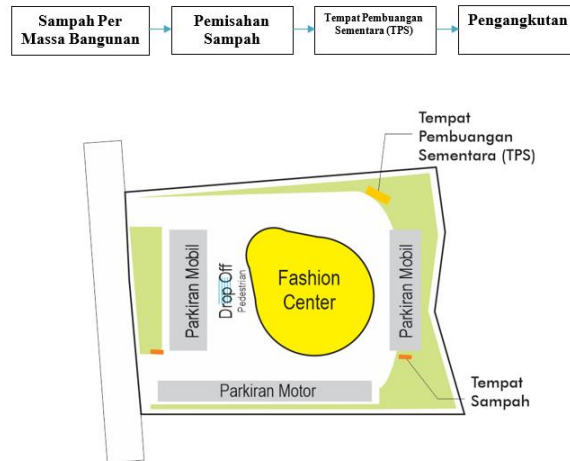 Sampah Per
Massa Bangunan
Pemisahan
Sampah
Tempat Pembuangan
Sementara (TPS)
Pengangkutan
Tempat
Pembuangan
Sementara (TPS)
Parkiran Mobil
Drop Off
Pedestrian
Fashion
Center
Parkiran Mobil
Parkiran Motor
Tempat
Sampah